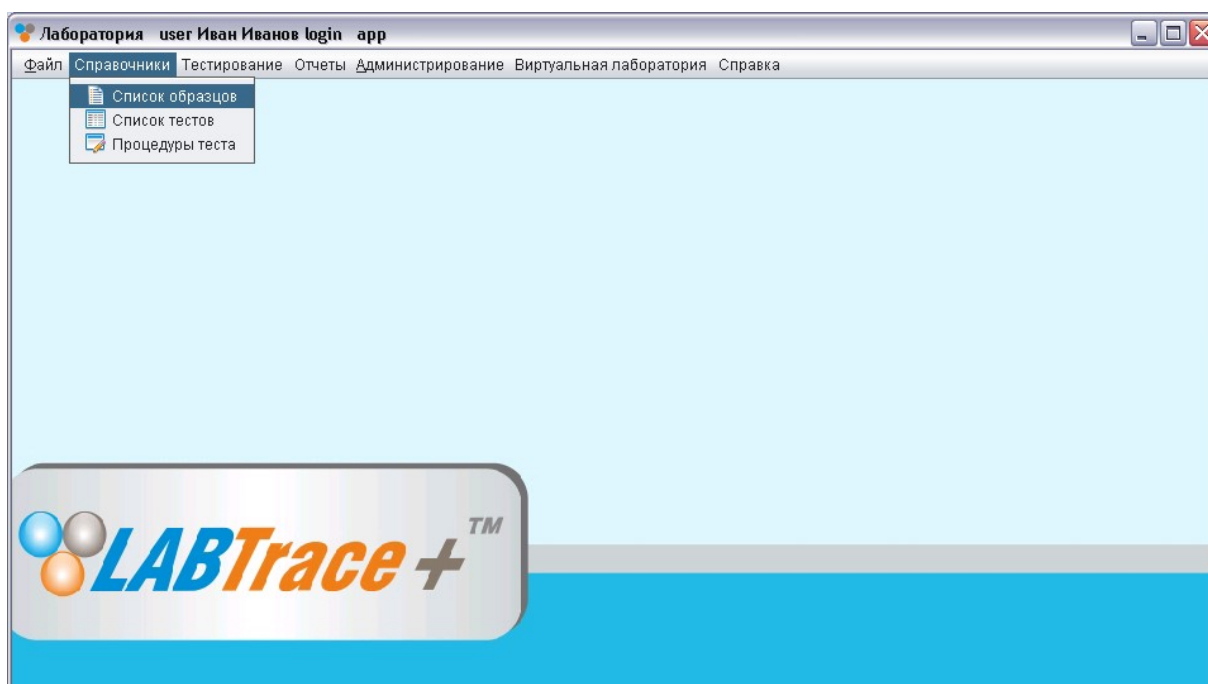 Лаборатория user Иван Иванов login app
Файл Справочники Тестирование Отчеты Администрирование Виртуальная лаборатория Справка
Список образцов
Список тестов
Процедуры теста
LABTrace+™